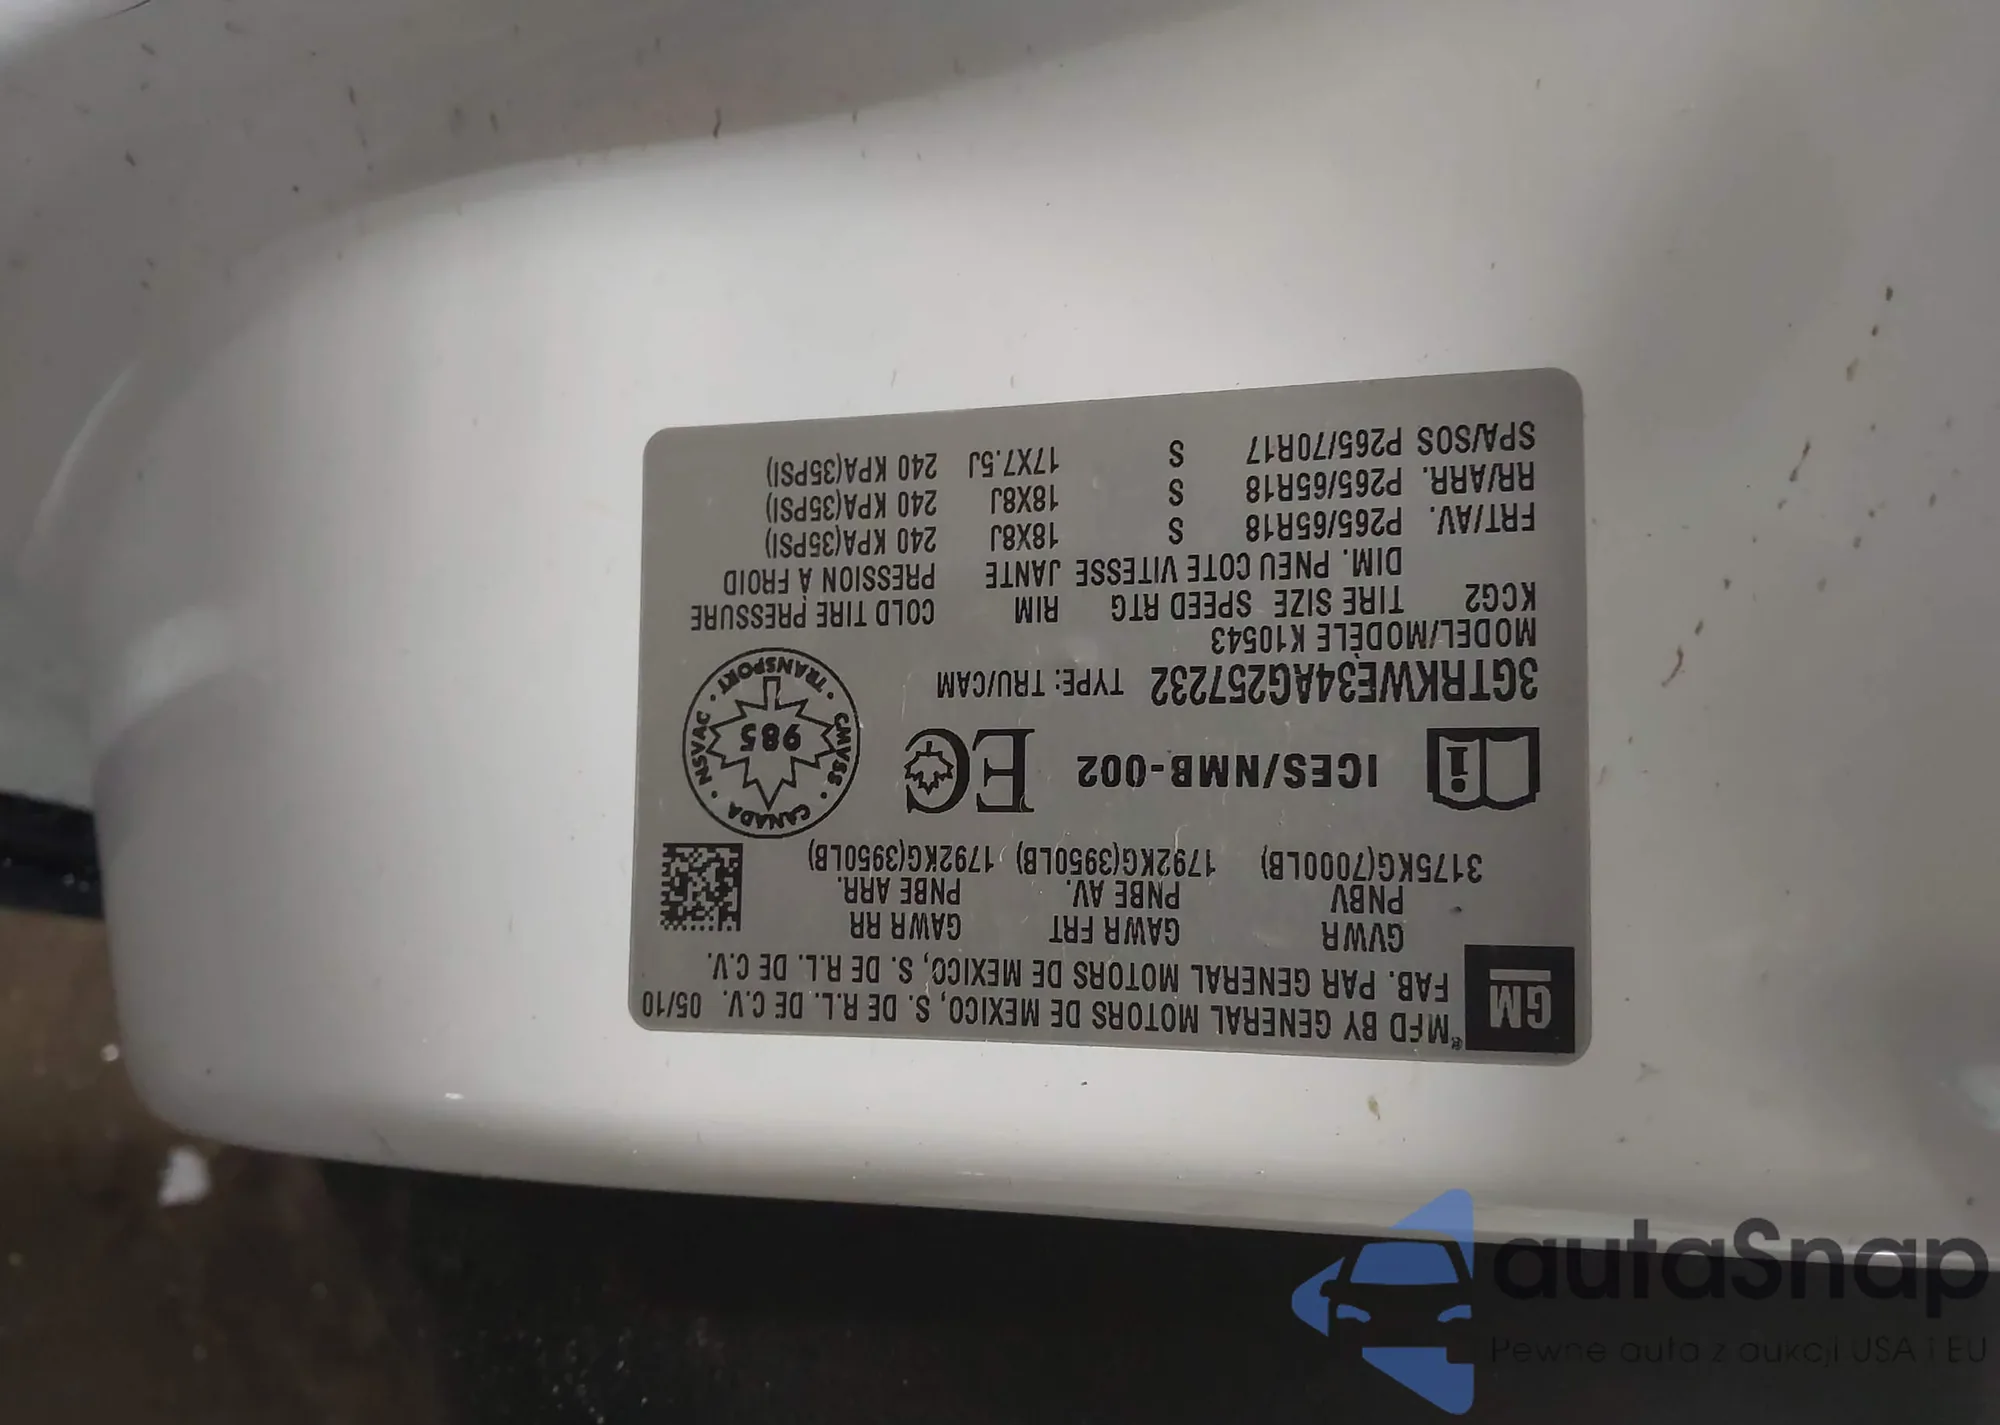 GM
®MFD BY GENERAL MOTORS DE MEXICO, S. DE R.L. DE C.V. 05/10
FAB. PAR GENERAL MOTORS DE MEXICO, S. DE R.L. DE C.V.
GVWR GAWR FRT GAWR RR
PNBV PNBE AV. PNBE ARR.
3175KG(7000LB) 1792KG(3950LB) 1792KG(3950LB)
i ICES/NMB-002 EC
CANADA · CMVSS · TRANSPORT · NSVAC ·
985
3GTRKWE34AG257232 TYPE: TRU/CAM
MODEL/MODÈLE K10543
KCG2 TIRE SIZE SPEED RTG RIM COLD TIRE PRESSURE
DIM. PNEU COTE VITESSE JANTE PRESSION À FROID
FRT/AV. P265/65R18 S 18X8J 240 KPA(35PSI)
RR/ARR. P265/65R18 S 18X8J 240 KPA(35PSI)
SPA/SOS P265/70R17 S 17X7.5J 240 KPA(35PSI)
autaSnap
Pewne auta z aukcji USA i EU